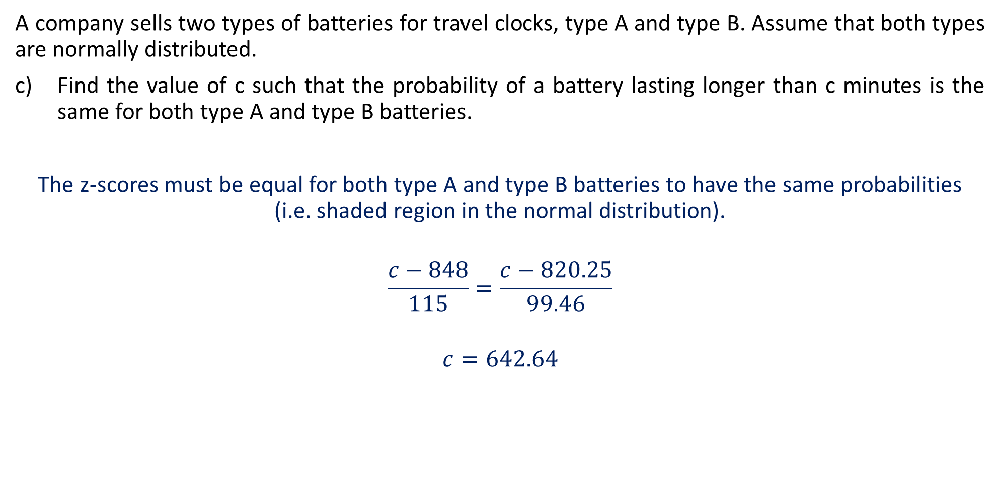 A company sells two types of batteries for travel clocks, type A and type B. Assume that both types
are normally distributed.
c) Find the value of c such that the probability of a battery lasting longer than c minutes is the
same for both type A and type B batteries.
The z-scores must be equal for both type A and type B batteries to have the same probabilities
(i.e. shaded region in the normal distribution).
c − 848 c − 820.25
=
115 99.46
c = 642.64